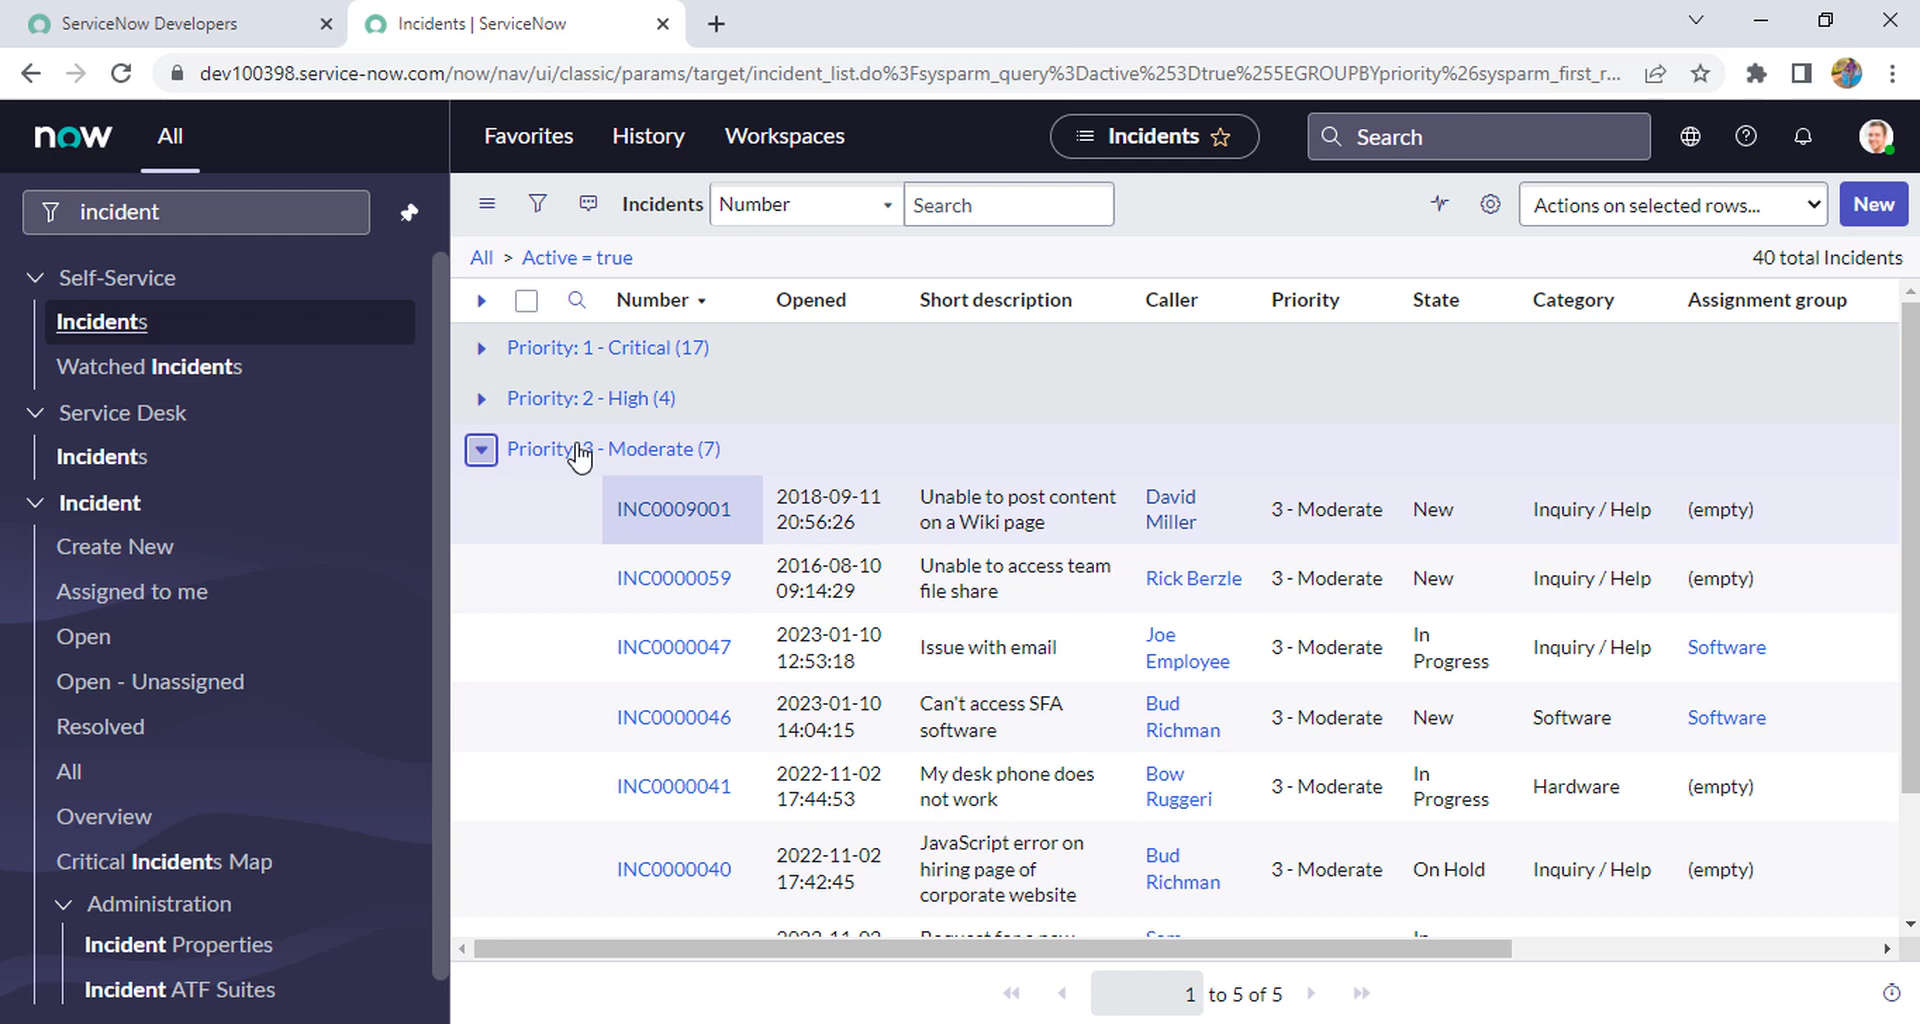 ServiceNow Developers
Incidents | ServiceNow
dev100398.service-now.com/now/nav/ui/classic/params/target/incident_list.do%3Fsysparm_query%3Dactive%253Dtrue%255EGROUPBYpriority%26sysparm_first_r...
now All Favorites History Workspaces Incidents Search
incident
Self-Service
Incidents
Watched Incidents
Service Desk
Incidents
Incident
Create New
Assigned to me
Open
Open - Unassigned
Resolved
All
Overview
Critical Incidents Map
Administration
Incident Properties
Incident ATF Suites
Incidents Number Search Actions on selected rows... New
All > Active = true 40 total Incidents
Number Opened Short description Caller Priority State Category Assignment group
Priority: 1 - Critical (17)
Priority: 2 - High (4)
Priority: 3 - Moderate (7)
INC0009001 2018-09-11 20:56:26 Unable to post content on a Wiki page David Miller 3 - Moderate New Inquiry / Help (empty)
INC0000059 2016-08-10 09:14:29 Unable to access team file share Rick Berzle 3 - Moderate New Inquiry / Help (empty)
INC0000047 2023-01-10 12:53:18 Issue with email Joe Employee 3 - Moderate In Progress Inquiry / Help Software
INC0000046 2023-01-10 14:04:15 Can't access SFA software Bud Richman 3 - Moderate New Software Software
INC0000041 2022-11-02 17:44:53 My desk phone does not work Bow Ruggeri 3 - Moderate In Progress Hardware (empty)
INC0000040 2022-11-02 17:42:45 JavaScript error on hiring page of corporate website Bud Richman 3 - Moderate On Hold Inquiry / Help (empty)
1 to 5 of 5